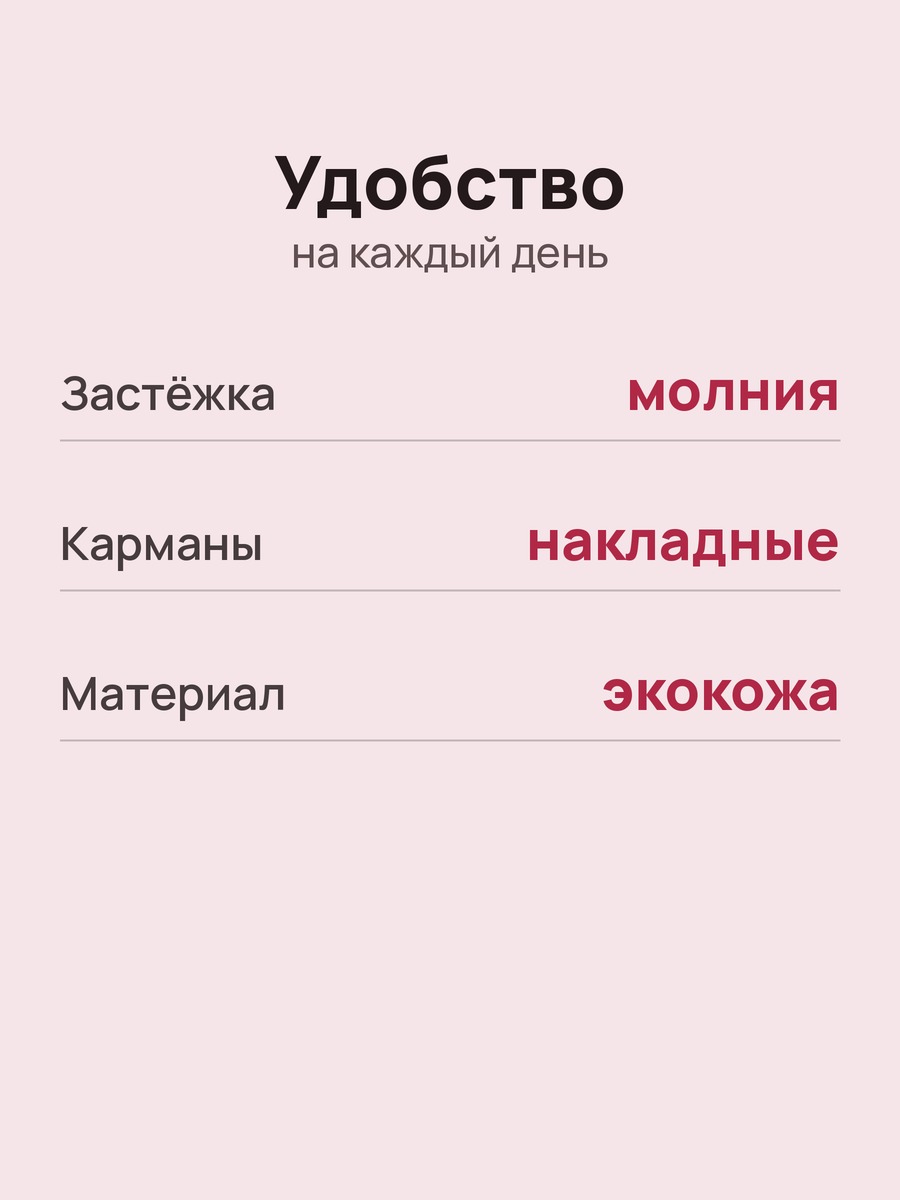 Удобство
на каждый день
Застёжка молния
Карманы накладные
Материал экокожа